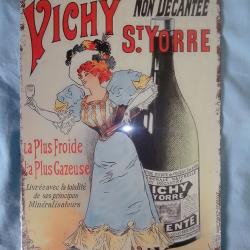 NON DÉCANTÉE
VICHY
ST. YORRE
La Plus Froide
La Plus Gazeuse
Livrée avec la totalité
de ses principes
Minéralisateurs
VICHY
YORRE